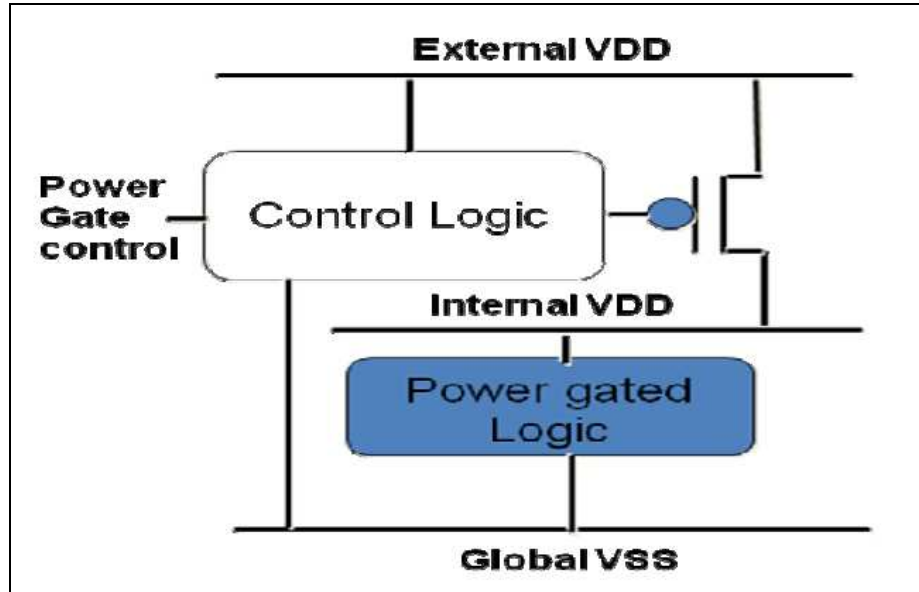 External VDD
Power
Gate
control
Control Logic
Internal VDD
Power gated
Logic
Global VSS